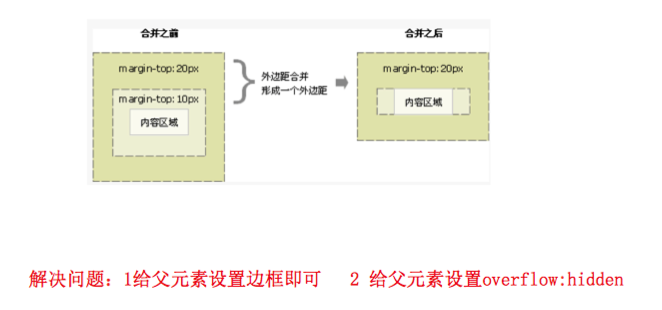 合并之前
合并之后
margin-top:20px
margin-top:20px
外边距合并
形成一个外边距
margin-top:10px
内容区域
内容区域
解决问题：1给父元素设置边框即可 2 给父元素设置overflow:hidden